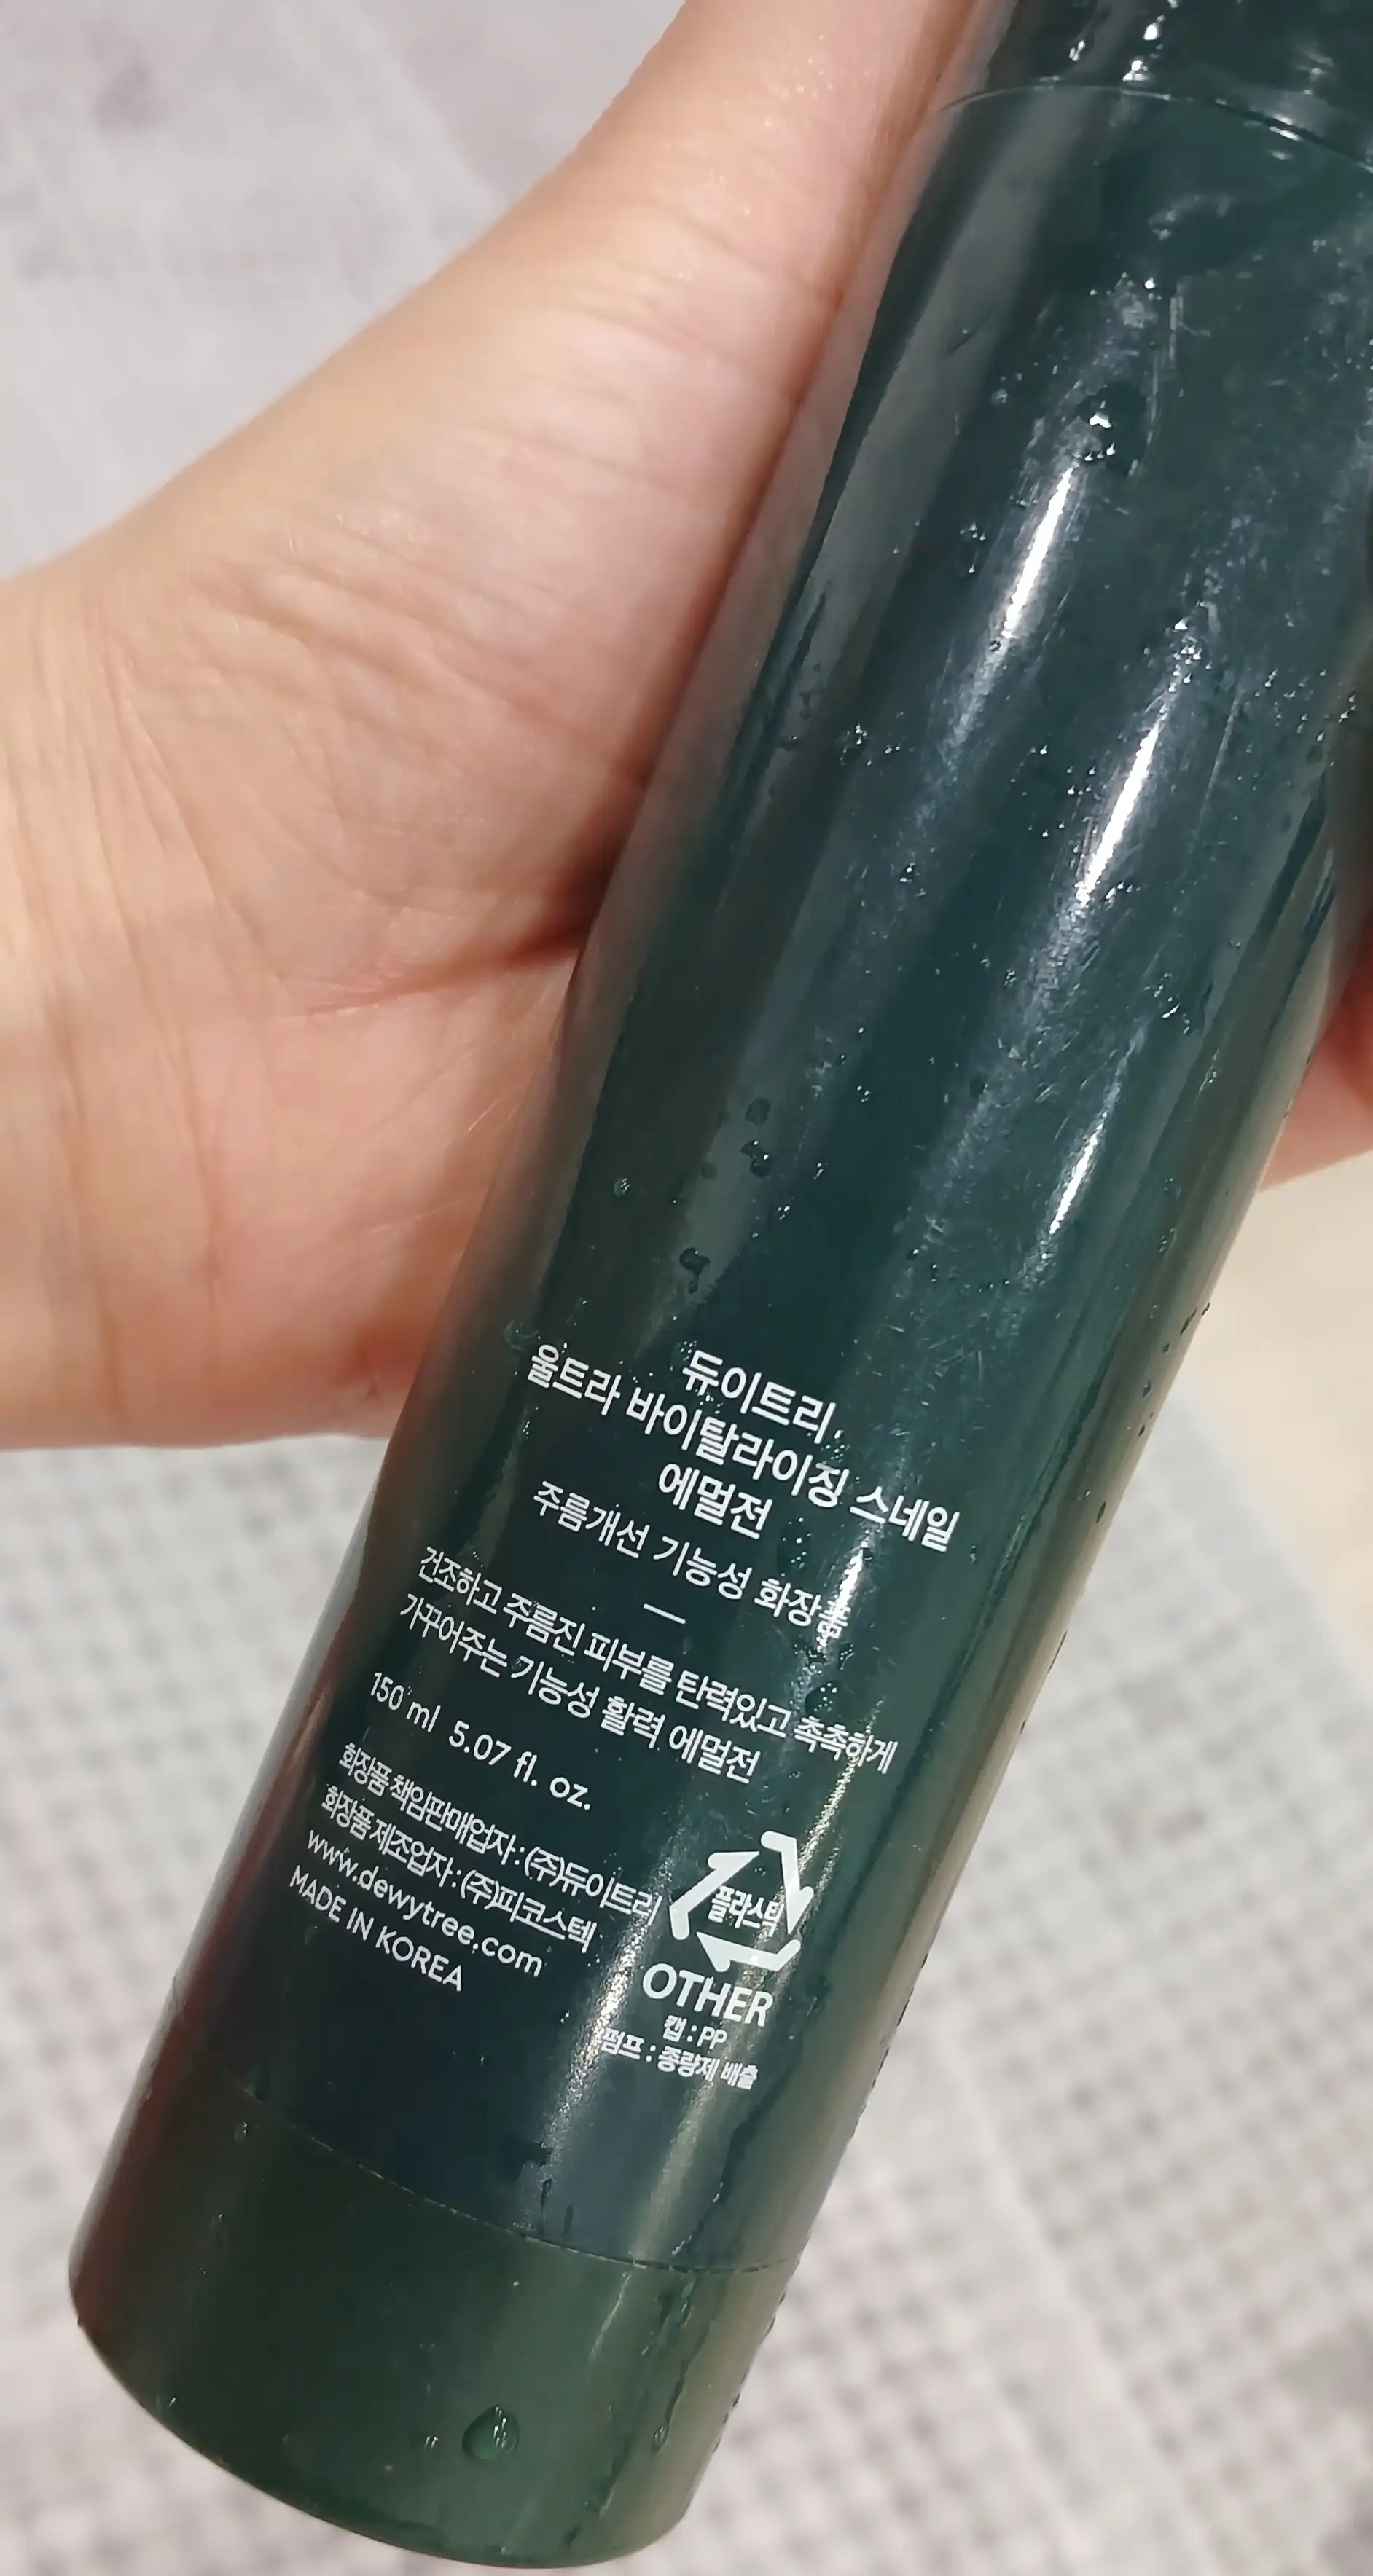 듀이트리.
울트라 바이탈라이징 스네일
에멀전
주름개선 기능성 화장품
—
건조하고 주름진 피부를 탄력있고 촉촉하게
가꾸어주는 기능성 활력 에멀전
150 ml 5.07 fl. oz.
화장품 책임판매업자 : (주)듀이트리
화장품 제조업자 : (주)피코스텍
www.dewytree.com
MADE IN KOREA
플라스틱
OTHER
캡 : PP
펌프 : 종량제 배출